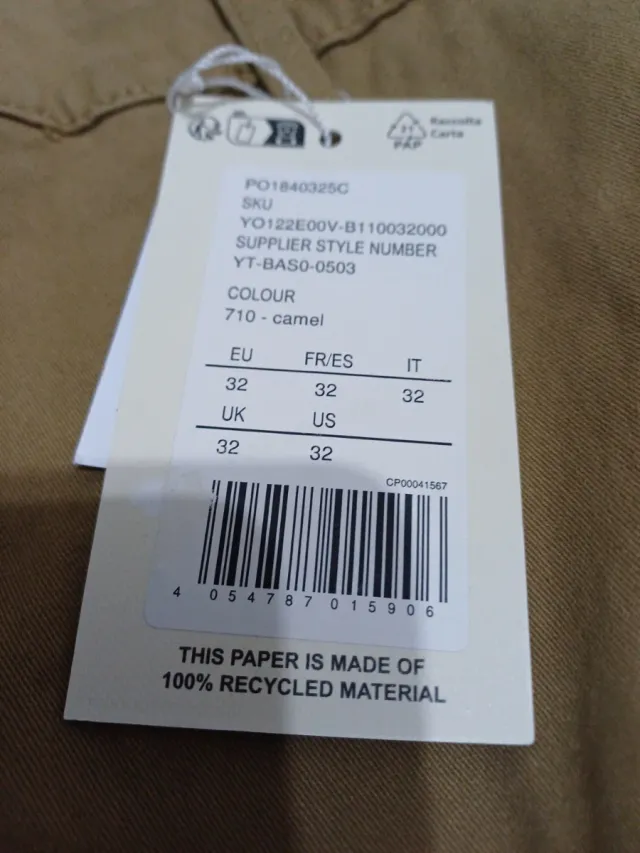 Raccolta
Carta
PAP
PO1840325C
SKU
YO122E00V-B110032000
SUPPLIER STYLE NUMBER
YT-BAS0-0503
COLOUR
710 - camel
EU FR/ES IT
32 32 32
UK US
32 32
CP00041567
4 054787 015906
THIS PAPER IS MADE OF
100% RECYCLED MATERIAL